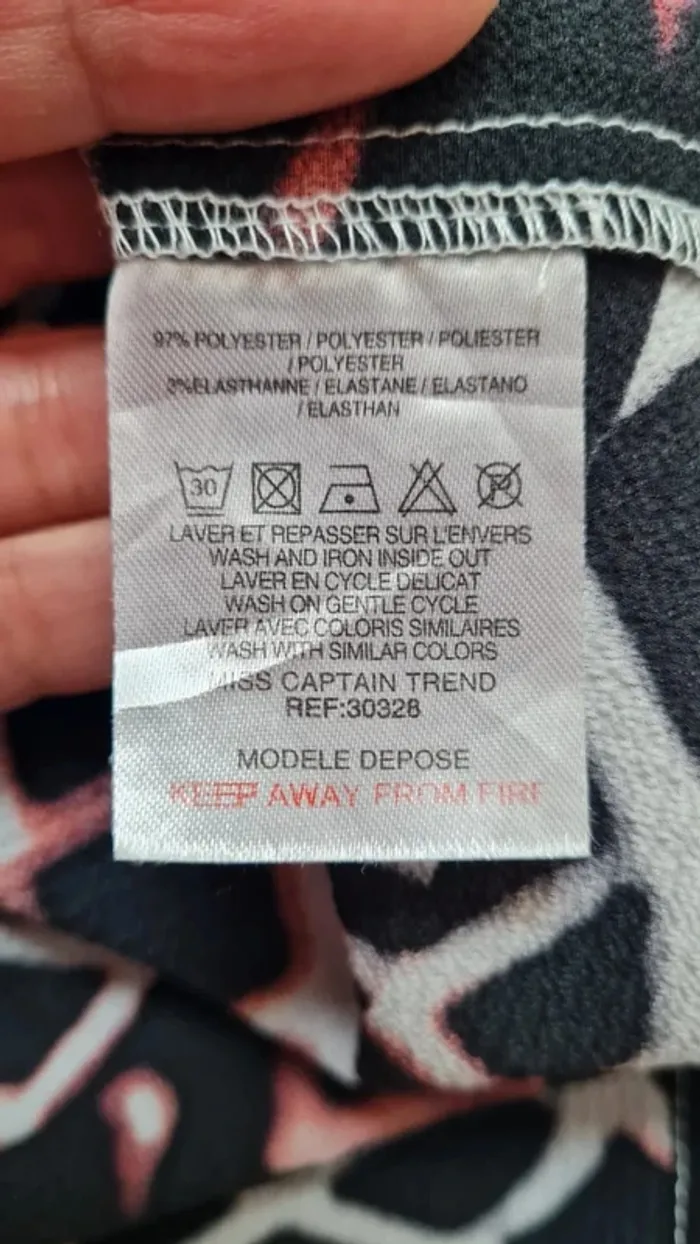 97% POLYESTER / POLYESTER / POLIESTER
/ POLYESTER
3%ELASTHANNE / ELASTANE / ELASTANO
/ ELASTHAN
30
P
LAVER ET REPASSER SUR L'ENVERS
WASH AND IRON INSIDE OUT
LAVER EN CYCLE DELICAT
WASH ON GENTLE CYCLE
LAVER AVEC COLORIS SIMILAIRES
WASH WITH SIMILAR COLORS
MISS CAPTAIN TREND
REF:30328
MODELE DEPOSE
KEEP AWAY FROM FIRE